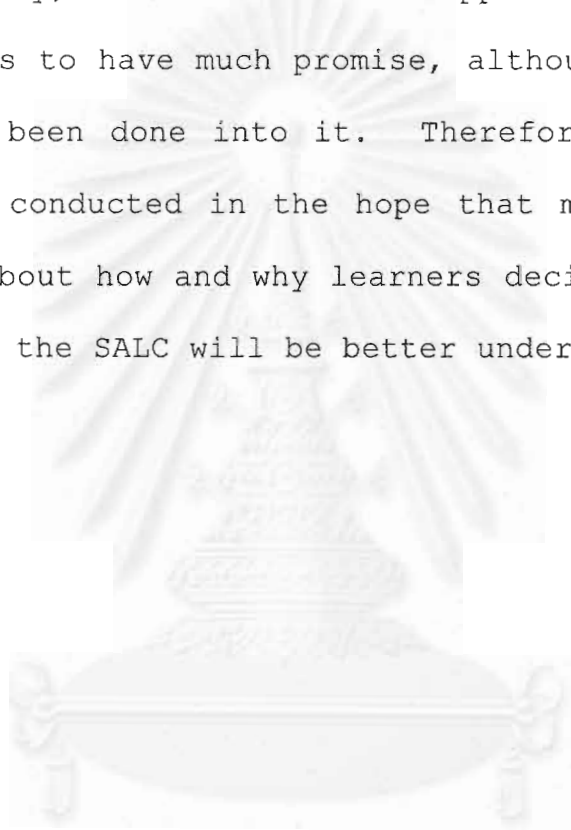 s to have much promise, althou
been done into it. Therefor
conducted in the hope that m
bout how and why learners deci
the SALC will be better under